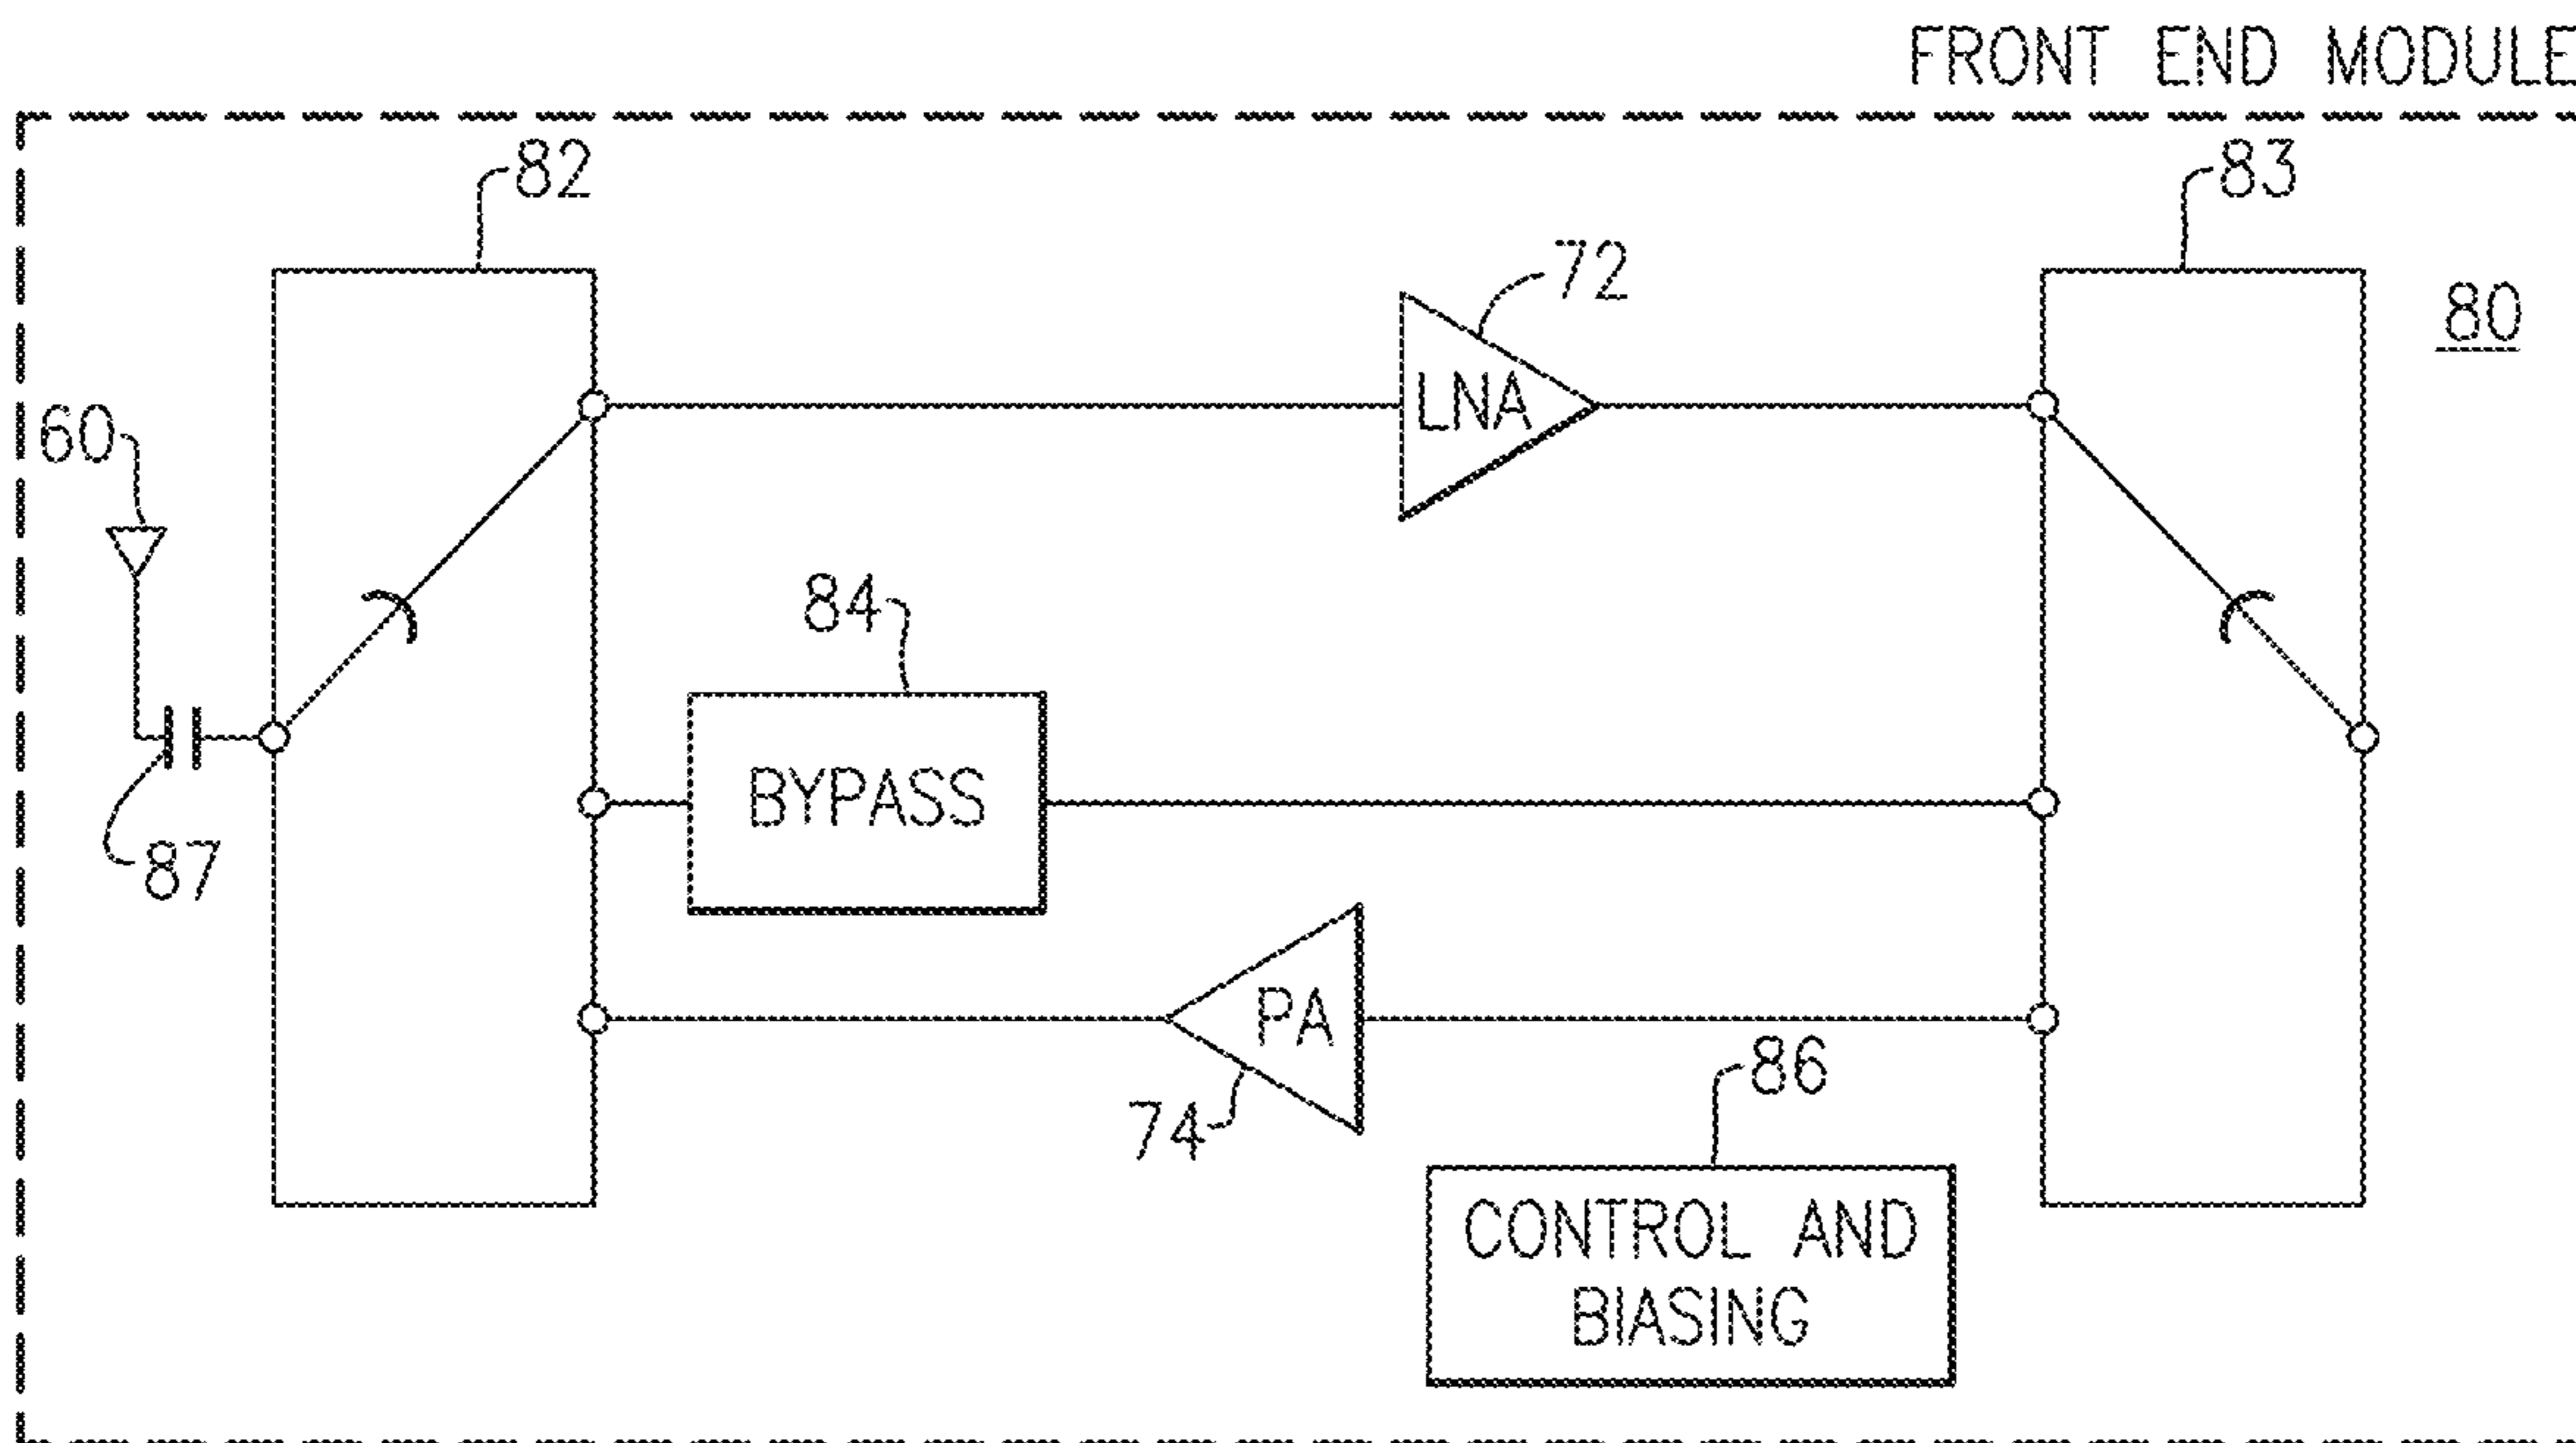 FRONT END MODULE
82
83
72
80
LNA
60
84
BYPASS
87
PA
74
86
CONTROL AND
BIASING